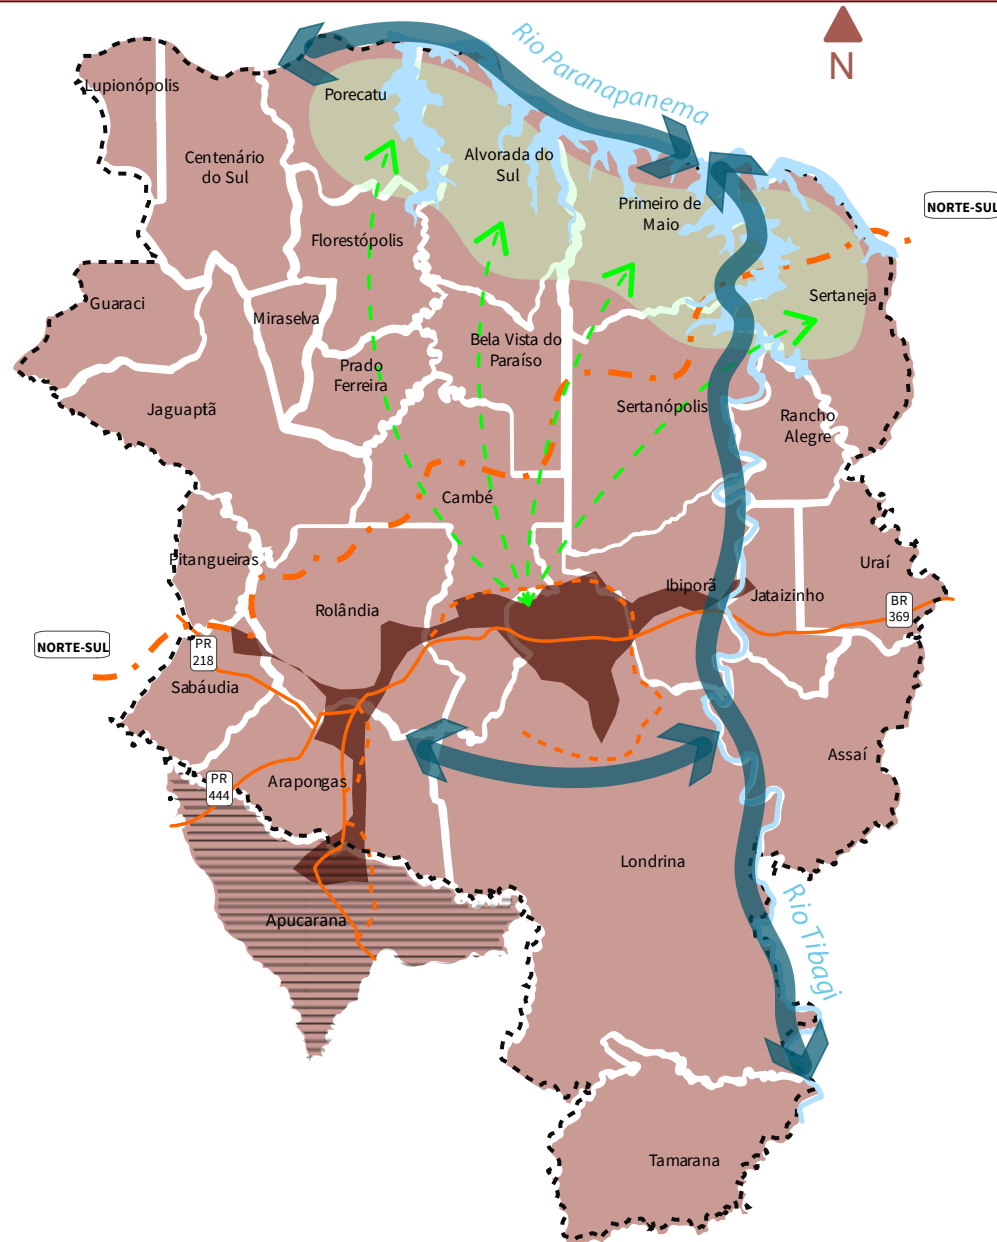 N
Rio Paranapanema
Lupionópolis
Porecatu
Centenário
do Sul
Alvorada do
Sul
Primeiro de
Maio
NORTE-SUL
Florestópolis
Guaraci
Miraselva
Sertaneja
Bela Vista do
Paraíso
Prado
Ferreira
Jaguaptã
Sertanópolis
Rancho
Alegre
Cambé
Pitangueiras
Uraí
Ibiporã
Jataizinho
Rolândia
BR
369
NORTE-SUL
PR
218
Sabáudia
Assaí
Arapongas
PR
444
Londrina
Apucarana
Rio Tibagi
Tamarana